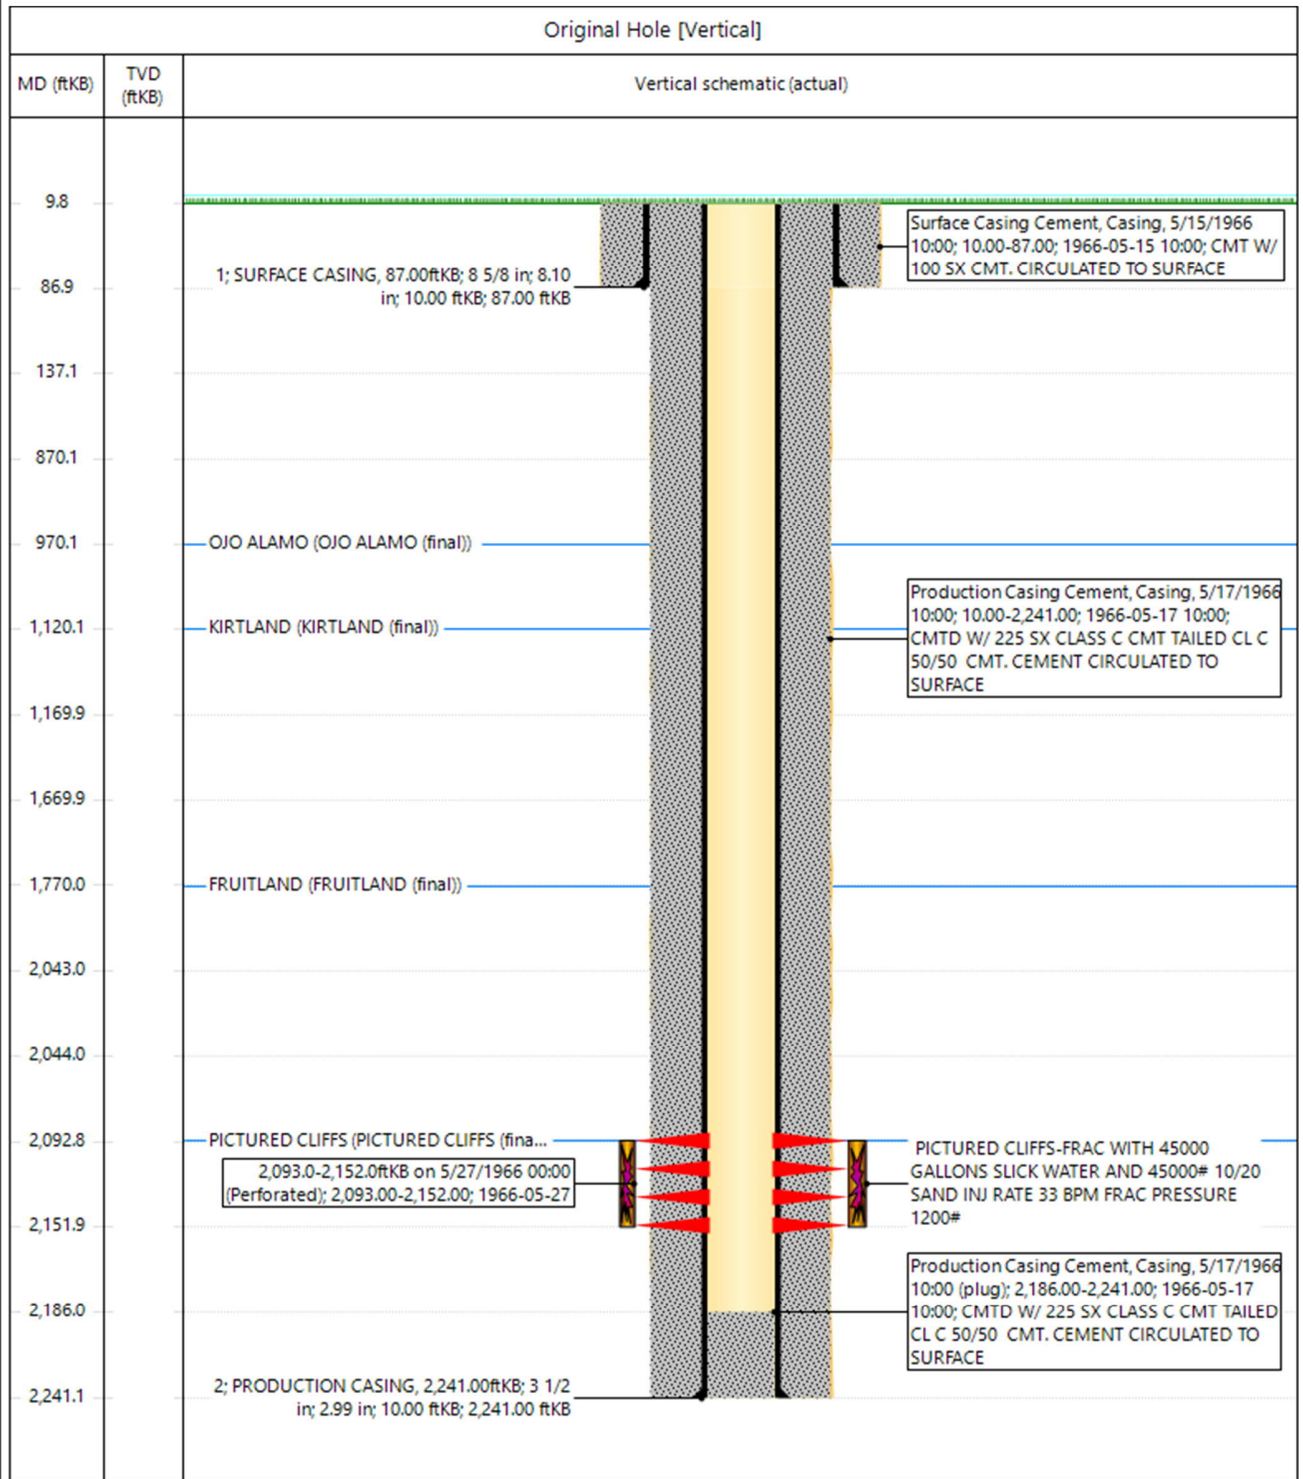 Original Hole [Vertical]
MD (ftKB)
TVD
(ftKB)
Vertical schematic (actual)
9.8
Surface Casing Cement, Casing, 5/15/1966
10:00; 10.00-87.00; 1966-05-15 10:00; CMT W/
100 SX CMT. CIRCULATED TO SURFACE
1; SURFACE CASING, 87.00ftKB; 8 5/8 in; 8.10
in; 10.00 ftKB; 87.00 ftKB
86.9
137.1
870.1
970.1
OJO ALAMO (OJO ALAMO (final))
Production Casing Cement, Casing, 5/17/1966
10:00; 10.00-2,241.00; 1966-05-17 10:00;
CMTD W/ 225 SX CLASS C CMT TAILED CL C
50/50  CMT. CEMENT CIRCULATED TO
SURFACE
1,120.1
KIRTLAND (KIRTLAND (final))
1,169.9
1,669.9
1,770.0
FRUITLAND (FRUITLAND (final))
2,043.0
2,044.0
2,092.8
PICTURED CLIFFS (PICTURED CLIFFS (fina...
2,093.0-2,152.0ftKB on 5/27/1966 00:00
(Perforated); 2,093.00-2,152.00; 1966-05-27
PICTURED CLIFFS-FRAC WITH 45000
GALLONS SLICK WATER AND 45000# 10/20
SAND INJ RATE 33 BPM FRAC PRESSURE
1200#
2,151.9
Production Casing Cement, Casing, 5/17/1966
10:00 (plug); 2,186.00-2,241.00; 1966-05-17
10:00; CMTD W/ 225 SX CLASS C CMT TAILED
CL C 50/50  CMT. CEMENT CIRCULATED TO
SURFACE
2,186.0
2; PRODUCTION CASING, 2,241.00ftKB; 3 1/2
in; 2.99 in; 10.00 ftKB; 2,241.00 ftKB
2,241.1